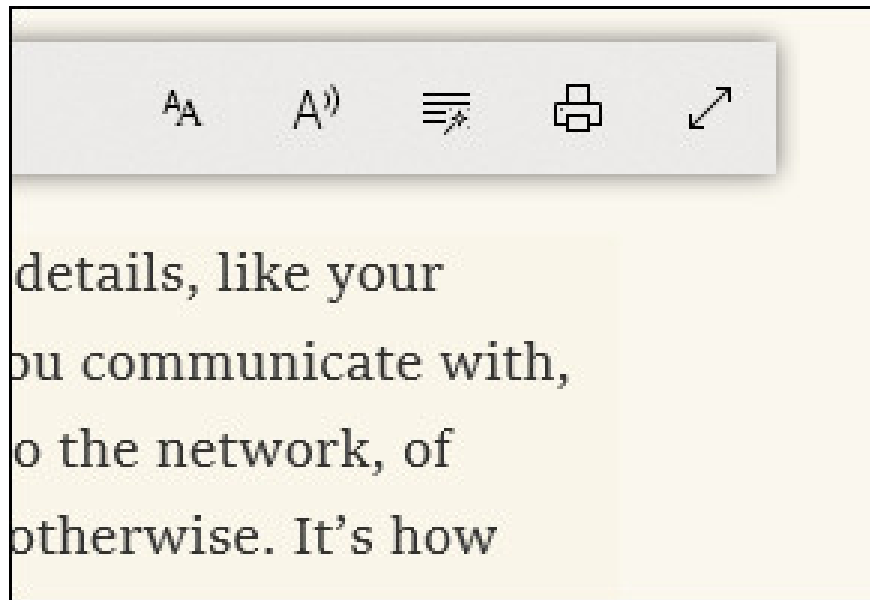 details, like your
ou communicate with,
o the network, of
otherwise. It’s how